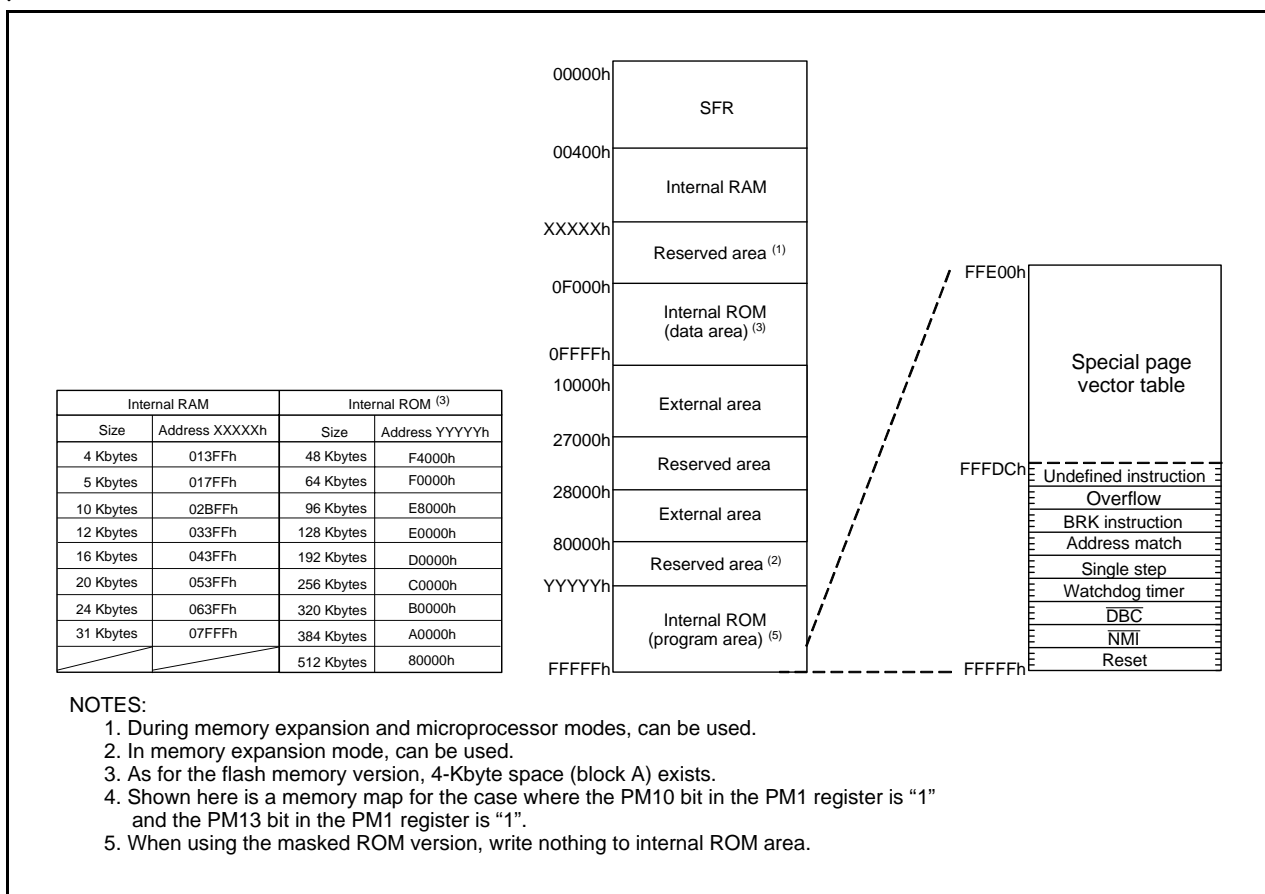 00000h
SFR
00400h
Internal RAM
XXXXXh
Reserved area (1)
0F000h
Internal ROM
(data area) (3)
0FFFFh
10000h
External area
27000h
Reserved area
28000h
External area
80000h
Reserved area (2)
YYYYYh
Internal ROM
(program area) (5)
FFFFFh
FFE00h
Special page
vector table
FFFDCh
Undefined instruction
Overflow
BRK instruction
Address match
Single step
Watchdog timer
DBC
NMI
Reset
FFFFFh
Internal RAM Internal ROM (3)
Size Address XXXXXh Size Address YYYYYh
4 Kbytes 013FFh 48 Kbytes F4000h
5 Kbytes 017FFh 64 Kbytes F0000h
10 Kbytes 02BFFh 96 Kbytes E8000h
12 Kbytes 033FFh 128 Kbytes E0000h
16 Kbytes 043FFh 192 Kbytes D0000h
20 Kbytes 053FFh 256 Kbytes C0000h
24 Kbytes 063FFh 320 Kbytes B0000h
31 Kbytes 07FFFh 384 Kbytes A0000h
512 Kbytes 80000h
NOTES:
1. During memory expansion and microprocessor modes, can be used.
2. In memory expansion mode, can be used.
3. As for the flash memory version, 4-Kbyte space (block A) exists.
4. Shown here is a memory map for the case where the PM10 bit in the PM1 register is “1”
and the PM13 bit in the PM1 register is “1”.
5. When using the masked ROM version, write nothing to internal ROM area.